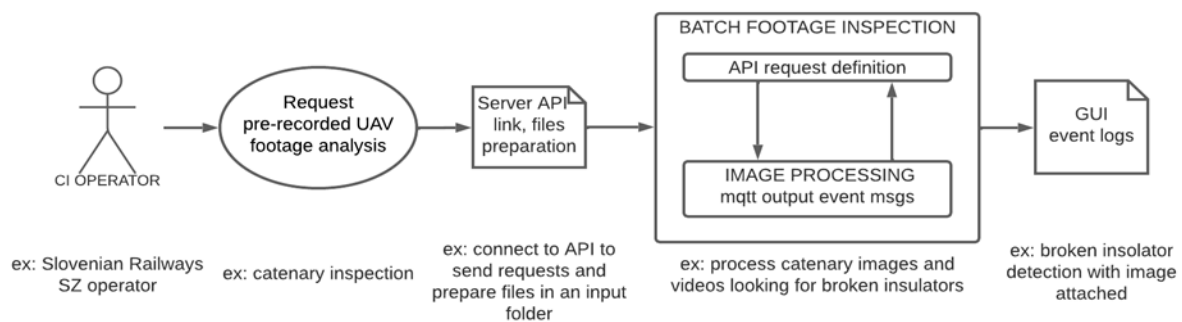 BATCH FOOTAGE INSPECTION
API request definition
Request
pre-recorded UAV
footage analysis
Server API
link, files
preparation
GUI
event logs
IMAGE PROCESSING
mqtt output event msgs
CI OPERATOR
ex: Slovenian Railways
SZ operator
ex: catenary inspection
ex: connect to API to
send requests and
prepare files in an input
folder
ex: process catenary images and
videos looking for broken insulators
ex: broken insolator
detection with image
attached